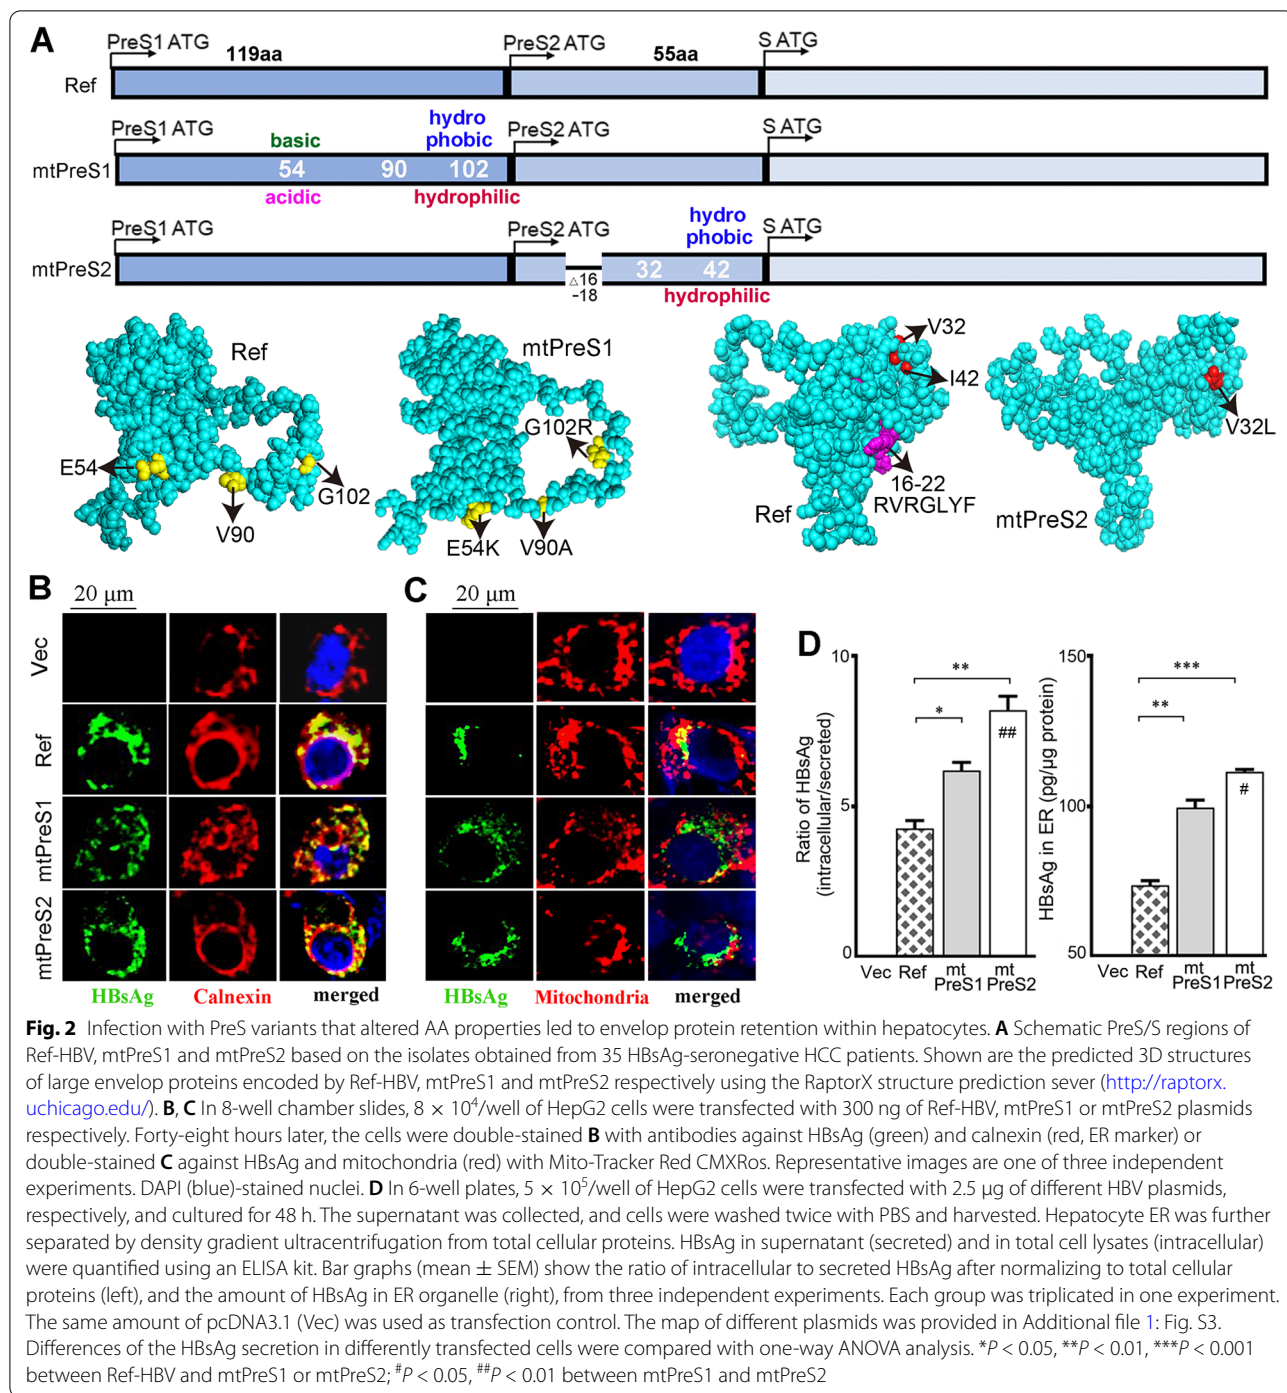 A
PreS1 ATG
119aa
PreS2 ATG
55aa
S ATG
Ref
PreS1 ATG
basic
hydro
phobic
PreS2 ATG
S ATG
mtPreS1
54
90
102
acidic
hydrophilic
PreS1 ATG
PreS2 ATG
hydro
phobic
S ATG
mtPreS2
△16
-18
32
42
hydrophilic
Ref
E54
V90
G102
mtPreS1
G102R
E54K
V90A
V32
I42
16-22
RVRGLYF
Ref
V32L
mtPreS2
B
20 μm
Vec
Ref
mtPreS1
mtPreS2
HBsAg
Calnexin
merged
C
20 μm
HBsAg
Mitochondria
merged
D
Ratio of HBsAg
(intracellular/secreted)
10
5
0
*
**
##
Vec
Ref
mt
PreS1
mt
PreS2
HBsAg in ER (pg/μg protein)
150
100
50
**
***
#
Vec
Ref
mt
PreS1
mt
PreS2
Fig. 2 Infection with PreS variants that altered AA properties led to envelop protein retention within hepatocytes. A Schematic PreS/S regions of
Ref-HBV, mtPreS1 and mtPreS2 based on the isolates obtained from 35 HBsAg-seronegative HCC patients. Shown are the predicted 3D structures
of large envelop proteins encoded by Ref-HBV, mtPreS1 and mtPreS2 respectively using the RaptorX structure prediction sever (http://raptorx.
uchicago.edu/). B, C In 8-well chamber slides, 8 × 10⁴/well of HepG2 cells were transfected with 300 ng of Ref-HBV, mtPreS1 or mtPreS2 plasmids
respectively. Forty-eight hours later, the cells were double-stained B with antibodies against HBsAg (green) and calnexin (red, ER marker) or
double-stained C against HBsAg and mitochondria (red) with Mito-Tracker Red CMXRos. Representative images are one of three independent
experiments. DAPI (blue)-stained nuclei. D In 6-well plates, 5 × 10⁵/well of HepG2 cells were transfected with 2.5 μg of different HBV plasmids,
respectively, and cultured for 48 h. The supernatant was collected, and cells were washed twice with PBS and harvested. Hepatocyte ER was further
separated by density gradient ultracentrifugation from total cellular proteins. HBsAg in supernatant (secreted) and in total cell lysates (intracellular)
were quantified using an ELISA kit. Bar graphs (mean ± SEM) show the ratio of intracellular to secreted HBsAg after normalizing to total cellular
proteins (left), and the amount of HBsAg in ER organelle (right), from three independent experiments. Each group was triplicated in one experiment.
The same amount of pcDNA3.1 (Vec) was used as transfection control. The map of different plasmids was provided in Additional file 1: Fig. S3.
Differences of the HBsAg secretion in differently transfected cells were compared with one-way ANOVA analysis. *P < 0.05, **P < 0.01, ***P < 0.001
between Ref-HBV and mtPreS1 or mtPreS2; #P < 0.05, ##P < 0.01 between mtPreS1 and mtPreS2